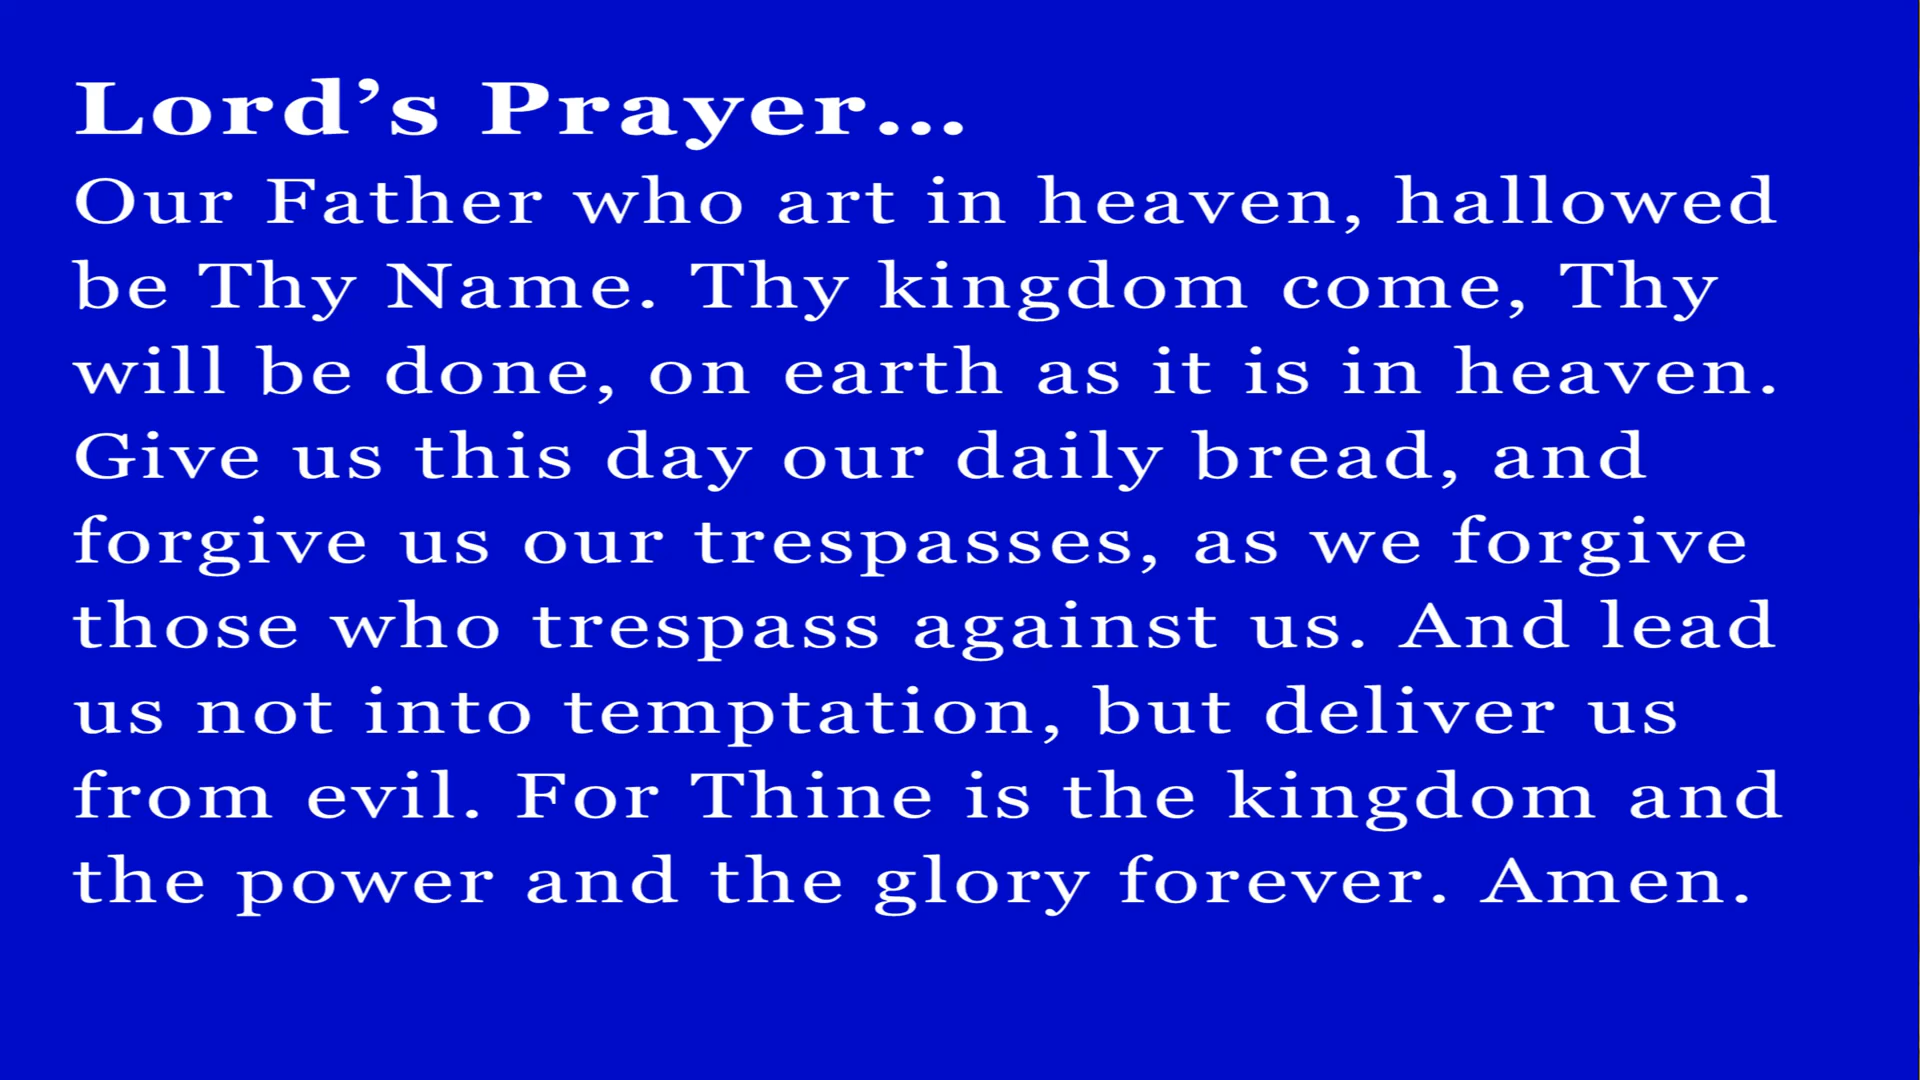 Lord’s Prayer…
Our Father who art in heaven, hallowed
be Thy Name. Thy kingdom come, Thy
will be done, on earth as it is in heaven.
Give us this day our daily bread, and
forgive us our trespasses, as we forgive
those who trespass against us. And lead
us not into temptation, but deliver us
from evil. For Thine is the kingdom and
the power and the glory forever. Amen.